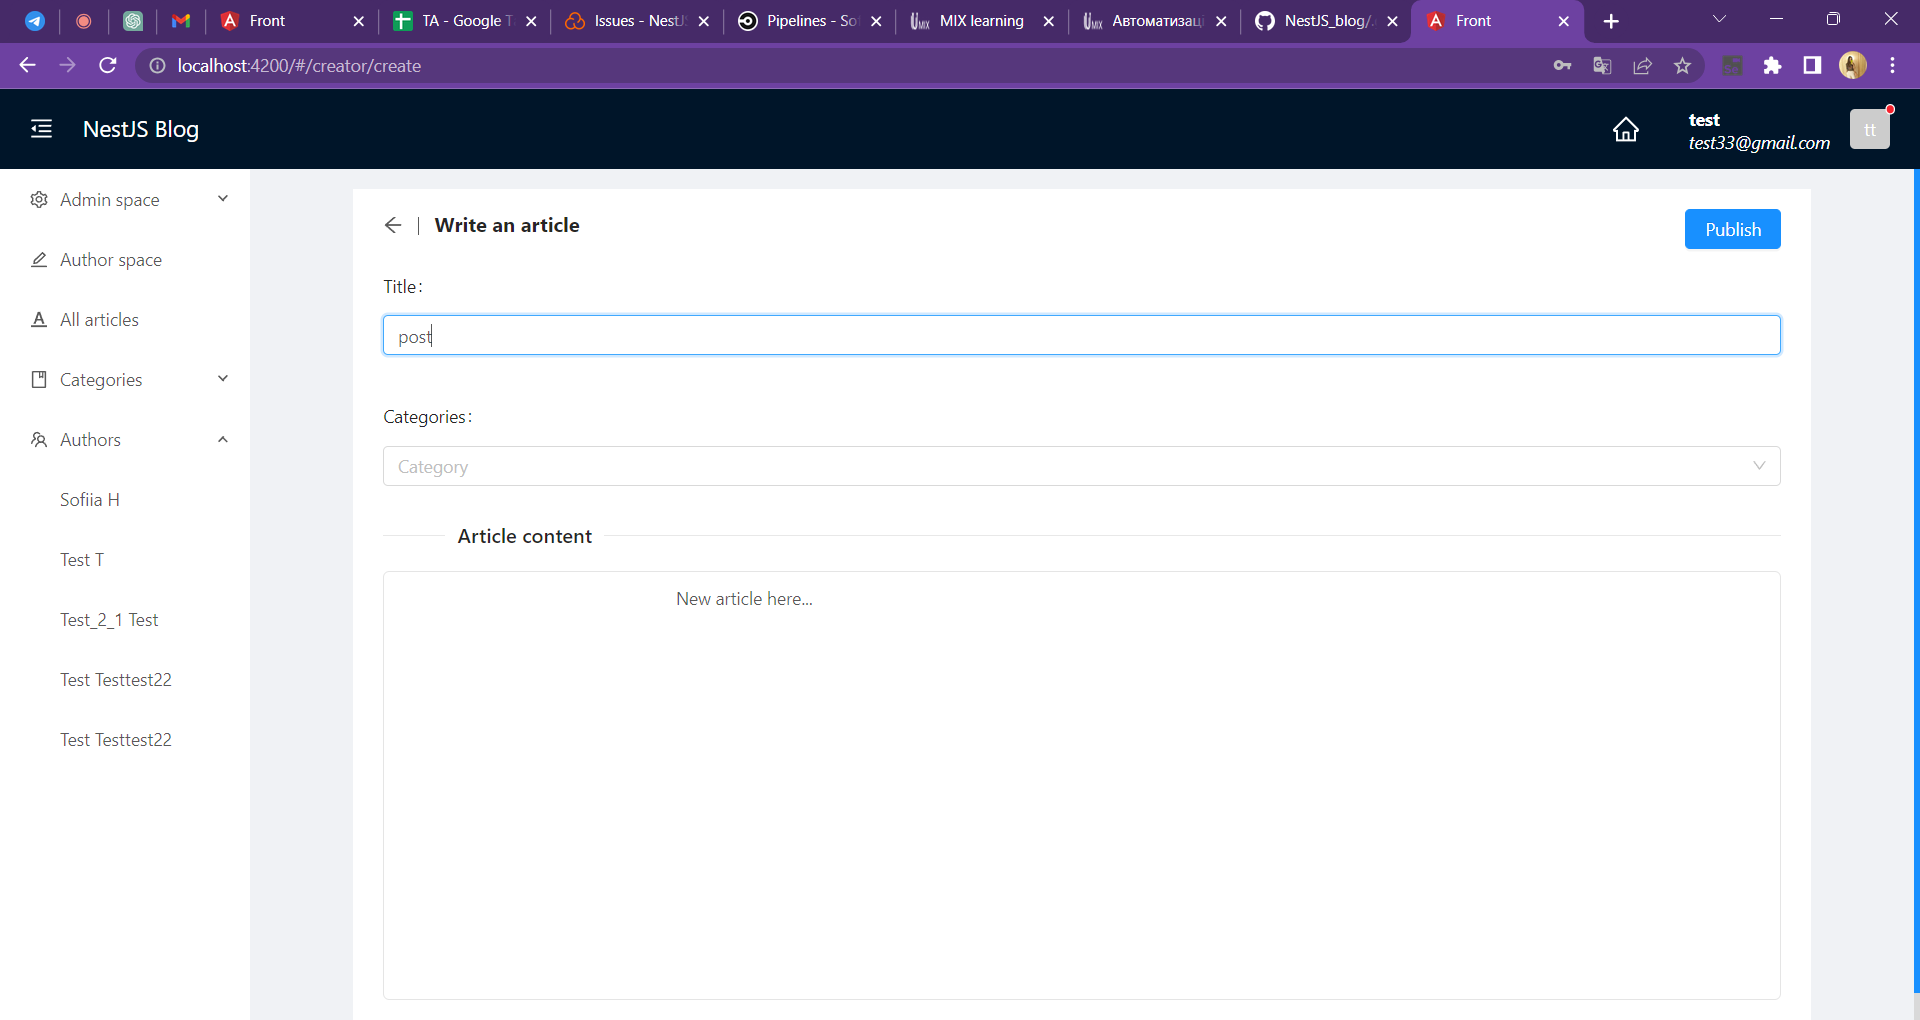 Front
TA - Google T
Issues - NestJ
Pipelines - So
MIX learning
Автоматизац
NestJS_blog/.
Front
localhost:4200/#/creator/create
NestJS Blog
test
test33@gmail.com
tt
Admin space
Author space
All articles
Categories
Authors
Sofiia H
Test T
Test_2_1 Test
Test Testtest22
Test Testtest22
Write an article
Publish
Title:
post
Categories:
Category
Article content
New article here...